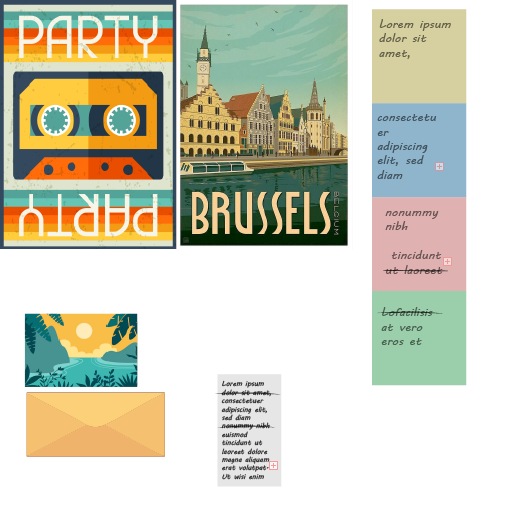 PARTY
PARTY
BRUSSELS
BELGIUM
Lorem ipsum
dolor sit
amet,
consectetu
er
adipiscing
elit, sed
diam
nonummy
nibh
tincidunt
ut laoreet
Lofacilisis
at vero
eros et
Lorem ipsum
dolor sit amet,
consectetuer
adipiscing elit,
sed diam
nonummy nibh
euismod
tincidunt ut
laoreet dolore
magna aliquam
erat volutpat.
Ut wisi enim